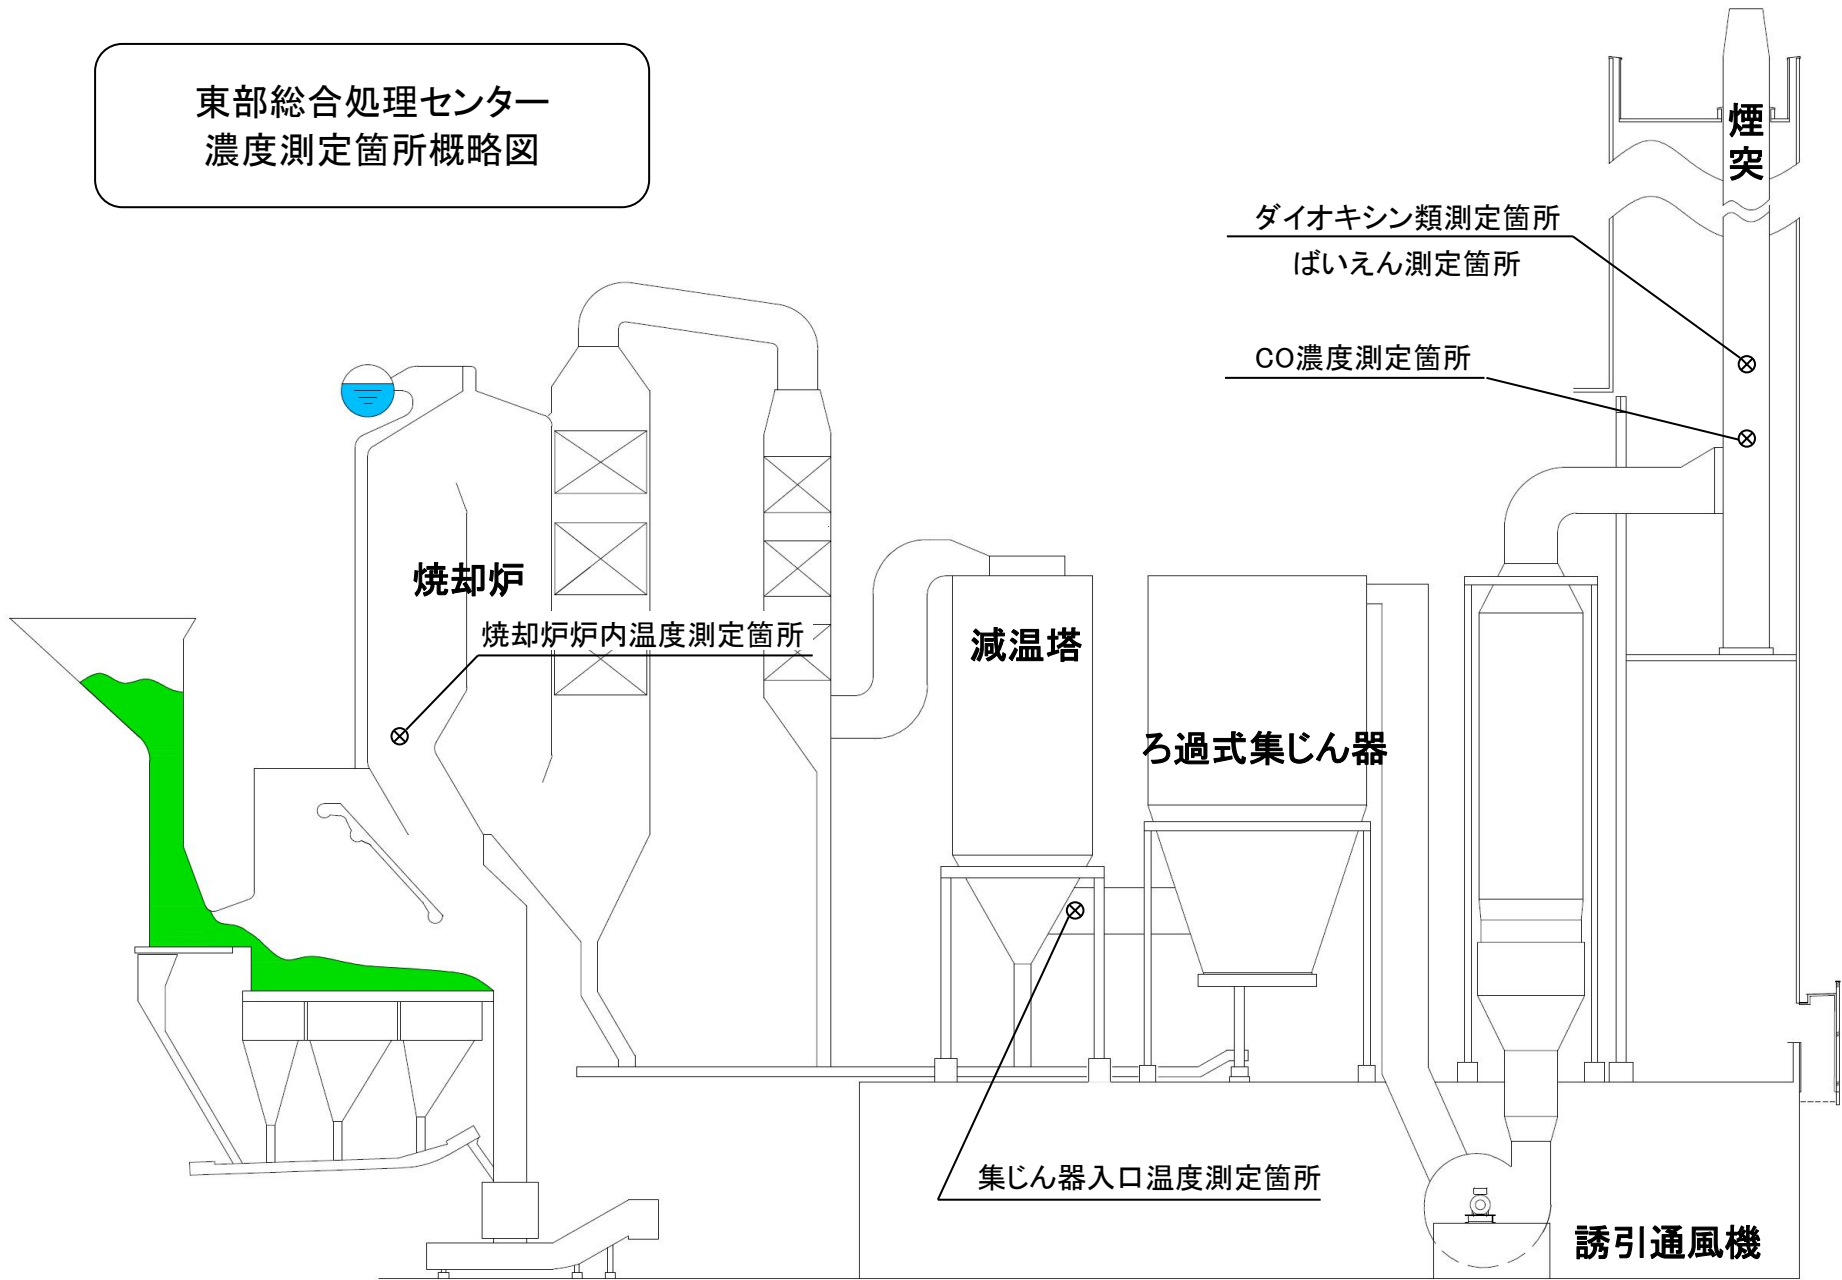 東部総合処理センター
濃度測定箇所概略図
煙突
ダイオキシン類測定箇所
ばいえん測定箇所
CO濃度測定箇所
焼却炉
焼却炉炉内温度測定箇所
減温塔
ろ過式集じん器
集じん器入口温度測定箇所
誘引通風機